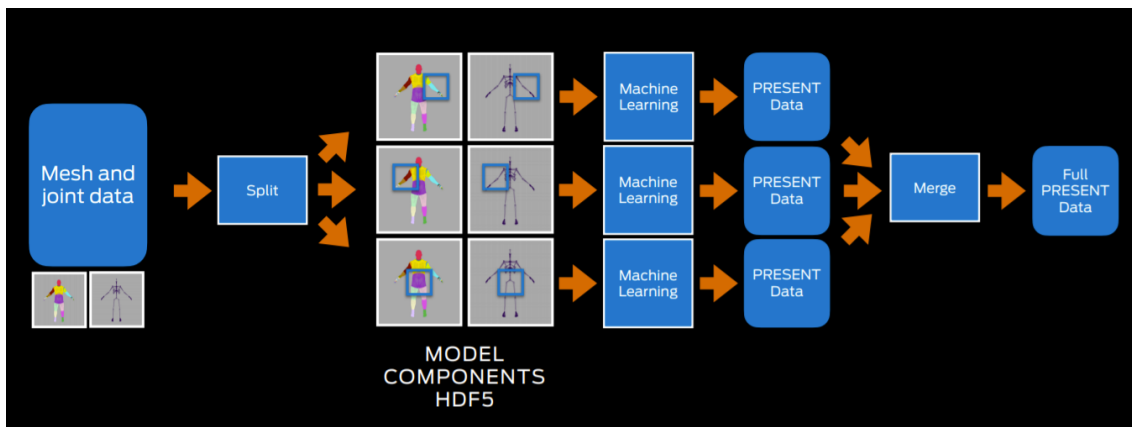 Mesh and
joint data
Split
Machine
Learning
PRESENT
Data
Machine
Learning
PRESENT
Data
Machine
Learning
PRESENT
Data
Merge
Full
PRESENT
Data
MODEL
COMPONENTS
HDF5